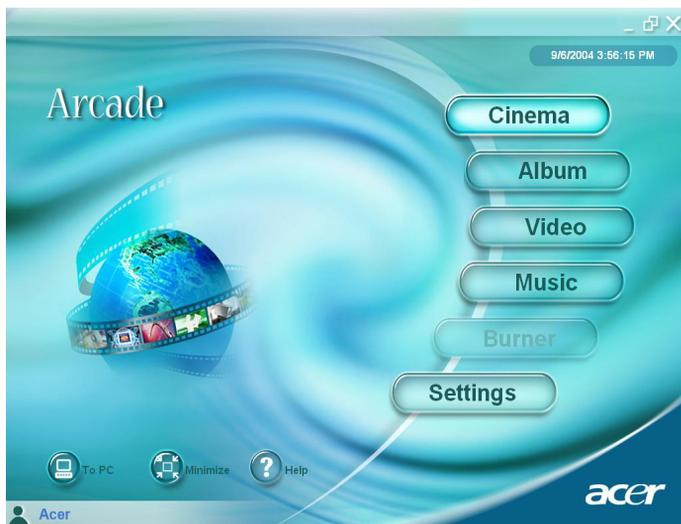 9/6/2004 3:56:15 PM
Arcade
Cinema
Album
Video
Music
Burner
Settings
To PC
Minimize
? Help
acer
Acer